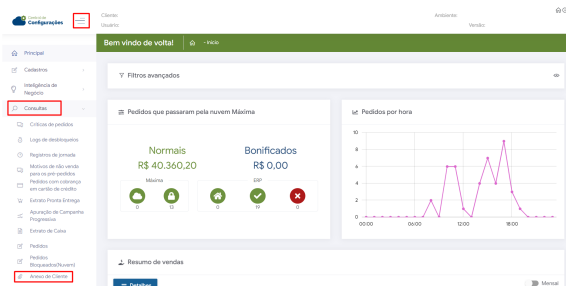 Central de
Configurações
Cliente:
Usuário:
Ambiente:
Versão:
Bem vindo de volta!
- Início
Principal
Cadastros
Inteligência de
Negócio
Consultas
Críticas de pedidos
Logs de desbloqueios
Registros de jornada
Motivos de não venda
para os pré-pedidos
Pedidos com cobrança
em cartão de crédito
Extrato Pronta Entrega
Apuração de Campanha
Progressiva
Extrato de Caixa
Pedidos
Pedidos
Bloqueados(Nuvem)
Anexo de Cliente
Filtros avançados
Pedidos que passaram pela nuvem Máxima
Normais
R$ 40.360,20
Bonificados
R$ 0,00
Máxima
ERP
0
13
0
19
0
Pedidos por hora
10
8
6
4
2
0
00:00
06:00
12:00
18:00
Resumo de vendas
Detalhes
Mensal